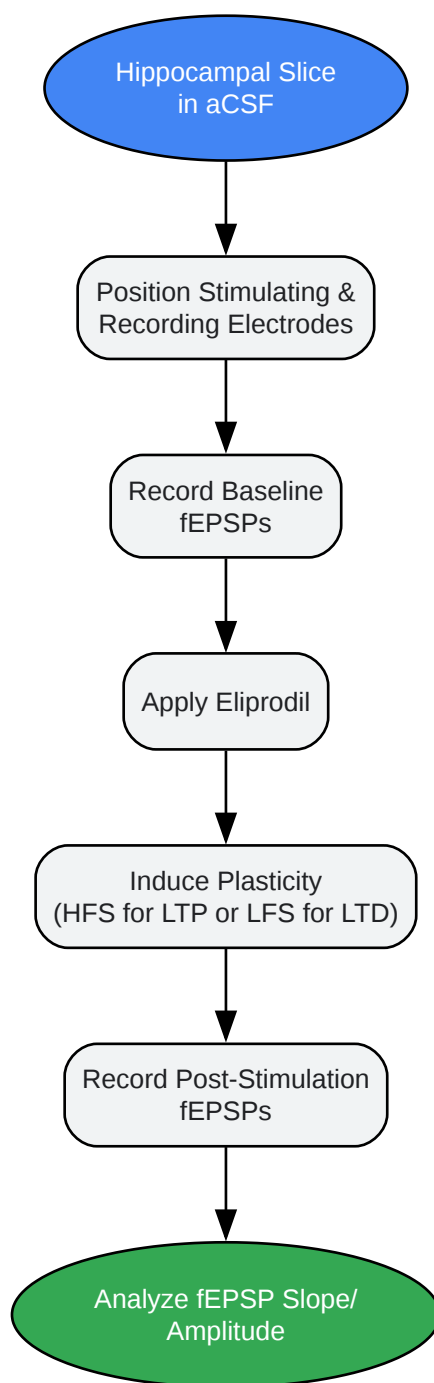 Hippocampal Slice
in aCSF
Position Stimulating &
Recording Electrodes
Record Baseline
fEPSPs
Apply Eliprodil
Induce Plasticity
(HFS for LTP or LFS for LTD)
Record Post-Stimulation
fEPSPs
Analyze fEPSP Slope/
Amplitude